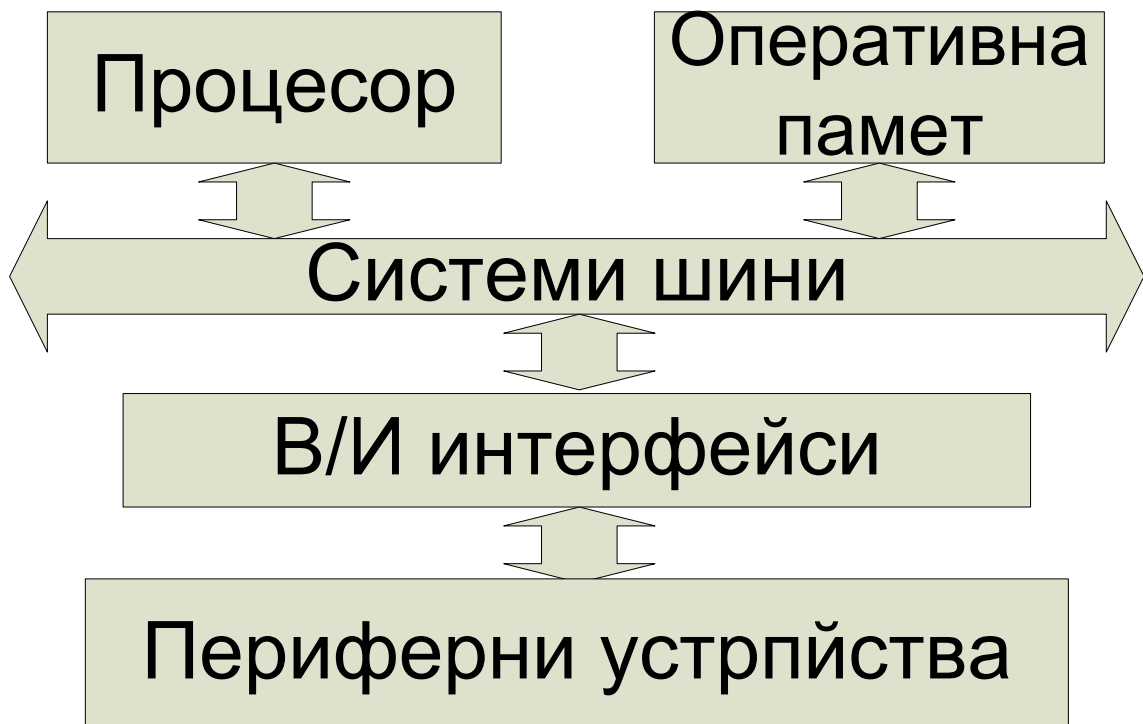 Процесор
Оперативна
памет
Системи шини
В/И интерфейси
Периферни устрпйства